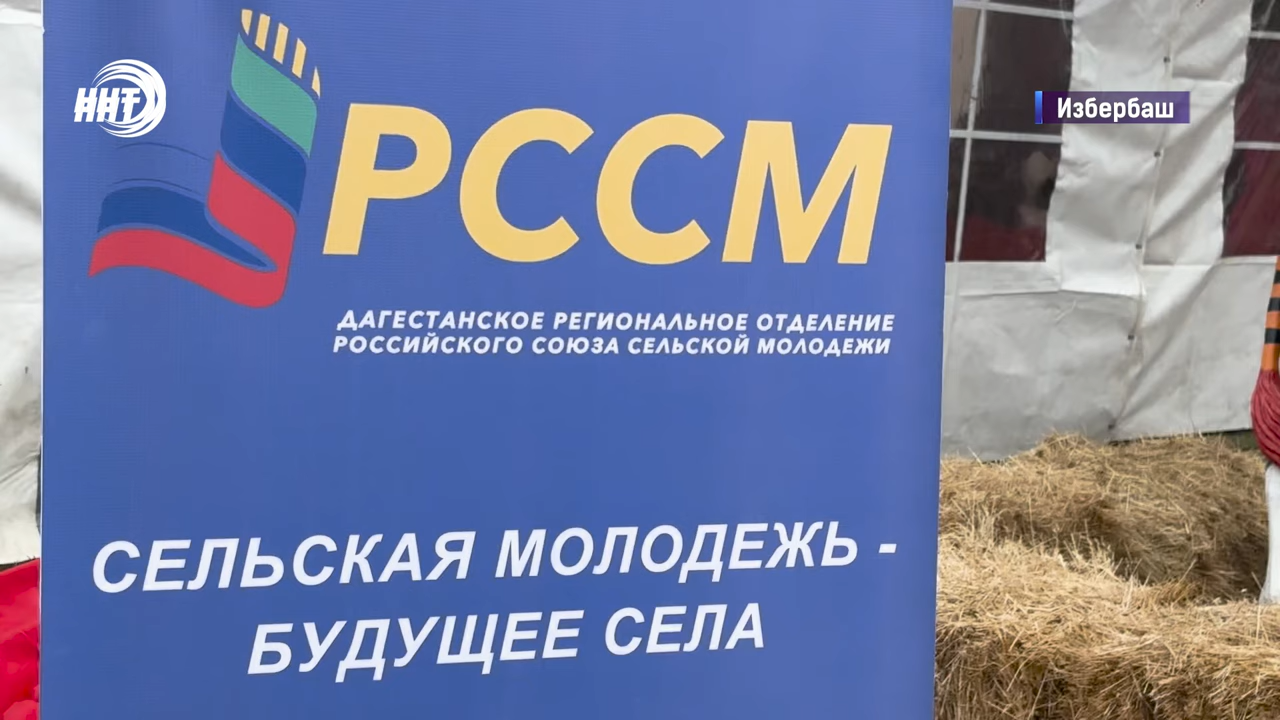 ННТ
Избербаш
РССМ
ДАГЕСТАНСКОЕ РЕГИОНАЛЬНОЕ ОТДЕЛЕНИЕ
РОССИЙСКОГО СОЮЗА СЕЛЬСКОЙ МОЛОДЕЖИ
СЕЛЬСКАЯ МОЛОДЕЖЬ -
БУДУЩЕЕ СЕЛА